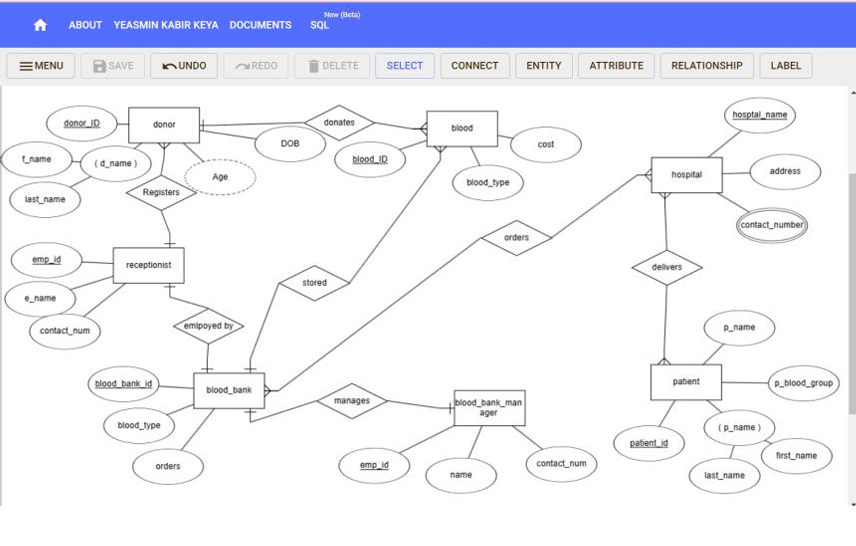 New (Beta)
ABOUT YEASMIN KABIR KEYA DOCUMENTS SQL
MENU SAVE UNDO REDO DELETE SELECT CONNECT ENTITY ATTRIBUTE RELATIONSHIP LABEL
donor_ID
donor
donates
blood
hosptal_name
DOB
cost
f_name
( d_name )
blood_ID
Age
blood_type
hospital
address
last_name
Registers
contact_number
orders
emp_id
receptionist
delivers
stored
e_name
contact_num
emlpoyed by
p_name
blood_bank_id
blood_bank
patient
p_blood_group
manages
blood_bank_man
ager
blood_type
( p_name )
patient_id
first_name
orders
emp_id
name
contact_num
last_name